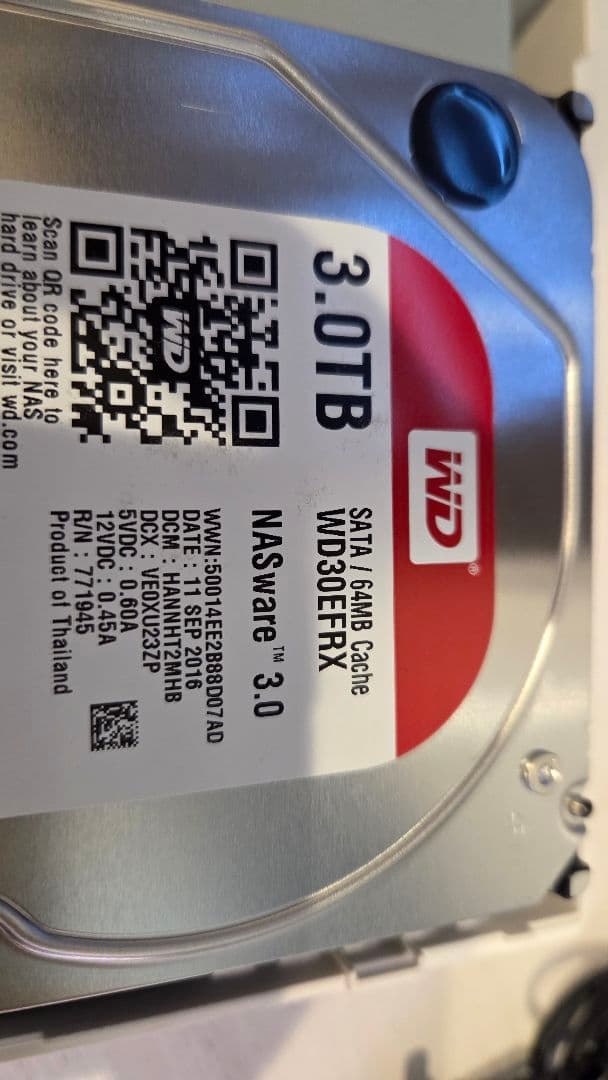 WD®
3.0TB
SATA / 64MB Cache
WD30EFRX
NASware™ 3.0
WD
WWN:50014EE2B88D07AD
DATE : 11 SEP 2016
DCM : HANNHT2MHB
DCX : VE0XU23ZP
5VDC : 0.60A
12VDC : 0.45A
R/N : 771945
Product of Thailand
Scan QR code here to
learn about your NAS
hard drive or visit wd.com